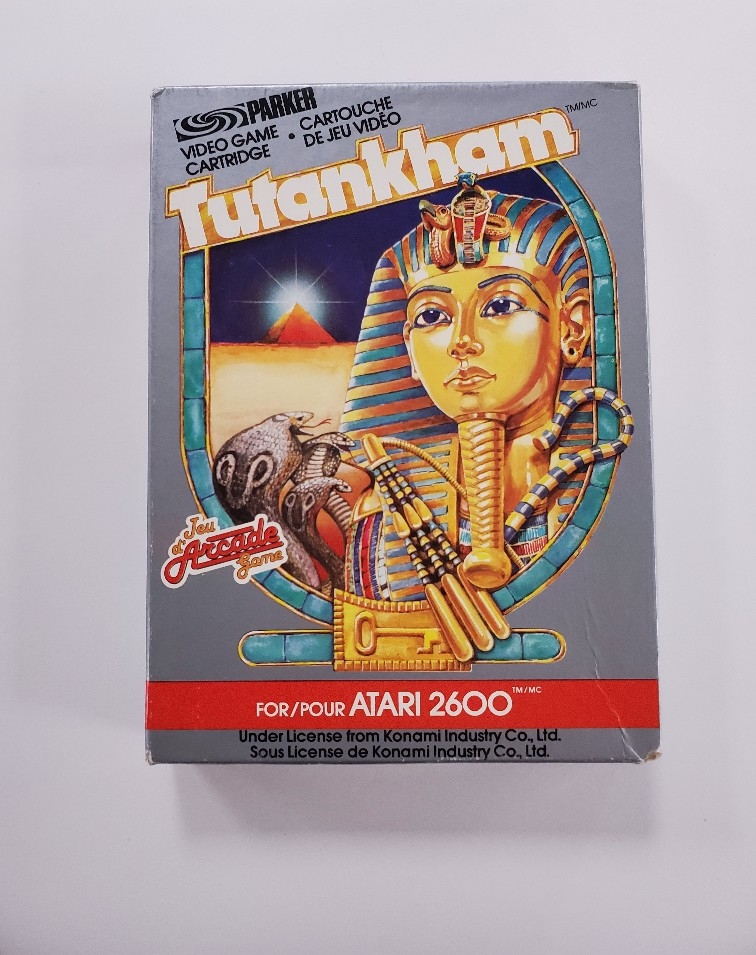 PARKER
VIDEO GAME
CARTRIDGE
• CARTOUCHE
DE JEU VIDÉO
Tutankham TM/MC
Jeu
d'Arcade
Game
FOR/POUR ATARI 2600 TM/MC
Under License from Konami Industry Co., Ltd.
Sous License de Konami Industry Co., Ltd.